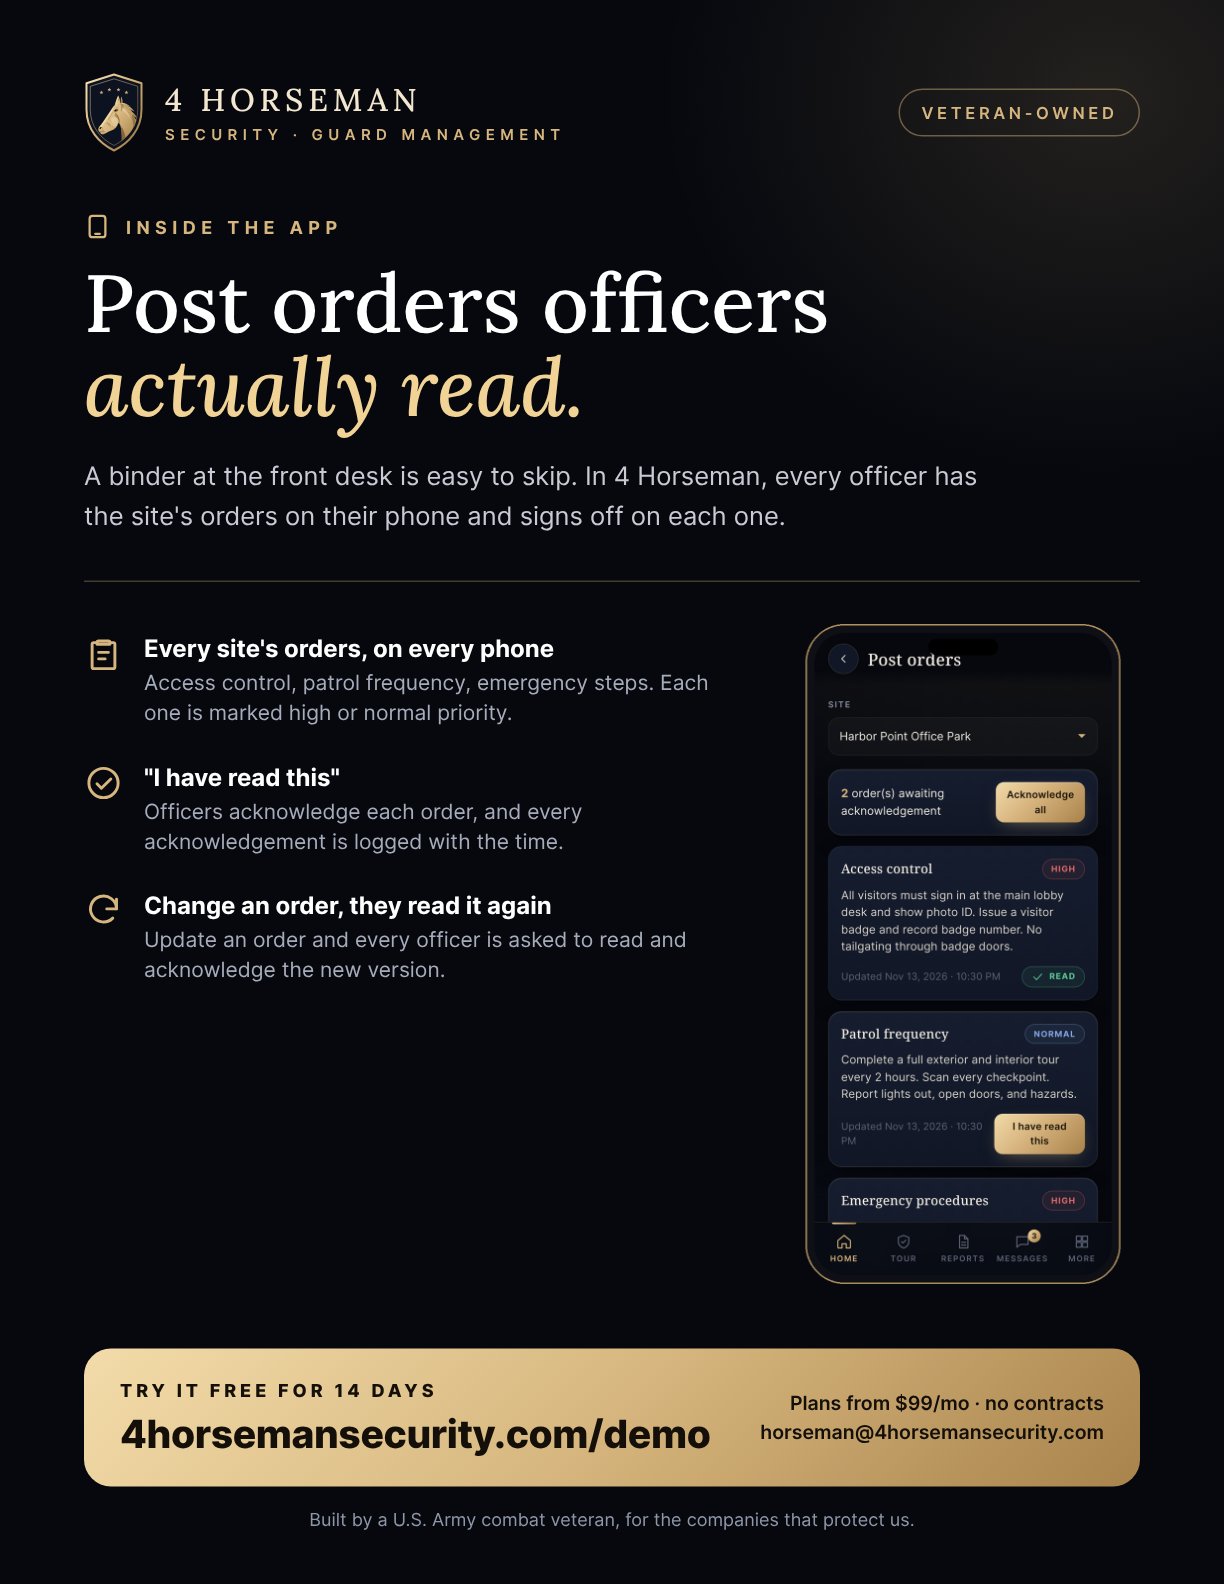 4 HORSEMAN
SECURITY · GUARD MANAGEMENT
VETERAN-OWNED
INSIDE THE APP
Post orders officers
actually read.
A binder at the front desk is easy to skip. In 4 Horseman, every officer has
the site's orders on their phone and signs off on each one.
Every site's orders, on every phone
Access control, patrol frequency, emergency steps. Each
one is marked high or normal priority.
"I have read this"
Officers acknowledge each order, and every
acknowledgement is logged with the time.
Change an order, they read it again
Update an order and every officer is asked to read and
acknowledge the new version.
Post orders
SITE
Harbor Point Office Park
2 order(s) awaiting
acknowledgement
Acknowledge
all
Access control
HIGH
All visitors must sign in at the main lobby
desk and show photo ID. Issue a visitor
badge and record badge number. No
tailgating through badge doors.
Updated Nov 13, 2026 · 10:30 PM
READ
Patrol frequency
NORMAL
Complete a full exterior and interior tour
every 2 hours. Scan every checkpoint.
Report lights out, open doors, and hazards.
Updated Nov 13, 2026 · 10:30
PM
I have read
this
Emergency procedures
HIGH
3
HOME
TOUR
REPORTS
MESSAGES
MORE
TRY IT FREE FOR 14 DAYS
4horsemansecurity.com/demo
Plans from $99/mo · no contracts
horseman@4horsemansecurity.com
Built by a U.S. Army combat veteran, for the companies that protect us.